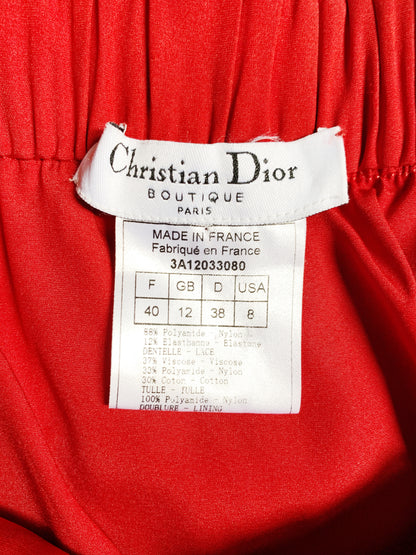 Christian Dior
BOUTIQUE
PARIS
MADE IN FRANCE
Fabriqué en France
3A12033080
F GB D USA
40 12 38 8
88% Polyamide - Nylon
12% Elasthanne - Elastane
DENTELLE - LACE
37% Viscose - Viscose
33% Polyamide - Nylon
30% Coton - Cotton
TULLE - TULLE
100% Polyamide - Nylon
DOUBLURE - LINING